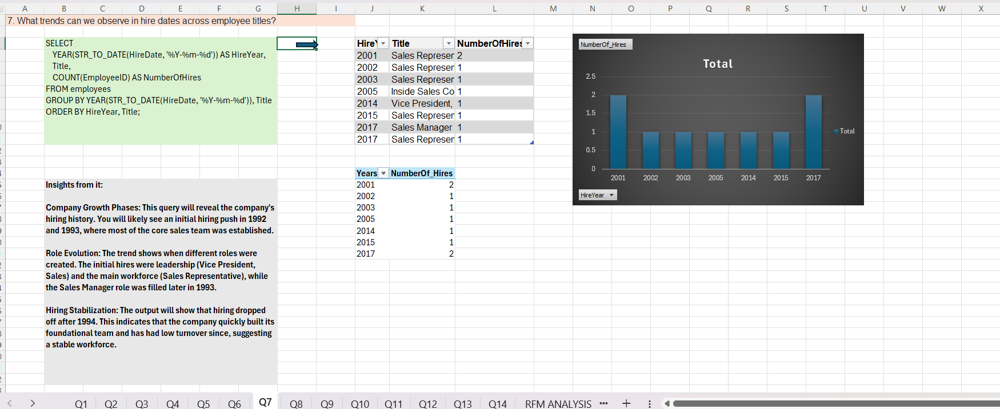 A B C D E F G H I J K L M N O P Q R S T U V W X
7. What trends can we observe in hire dates across employee titles?
SELECT
YEAR(STR_TO_DATE(HireDate, '%Y-%m-%d')) AS HireYear,
Title,
COUNT(EmployeeID) AS NumberOfHires
FROM employees
GROUP BY YEAR(STR_TO_DATE(HireDate, '%Y-%m-%d')), Title
ORDER BY HireYear, Title;
HireY Title NumberOfHires
2001 Sales Represen 2
2002 Sales Represen 1
2003 Sales Represen 1
2005 Inside Sales Co 1
2014 Vice President, 1
2015 Sales Represen 1
2017 Sales Manager 1
2017 Sales Represen 1
Years NumberOf_Hires
2001 2
2002 1
2003 1
2005 1
2014 1
2015 1
2017 2
NumberOf_Hires
Total
2.5
2
1.5
1
0.5
0
2001 2002 2003 2005 2014 2015 2017
Total
HireYear
Insights from it:
Company Growth Phases: This query will reveal the company's
hiring history. You will likely see an initial hiring push in 1992
and 1993, where most of the core sales team was established.
Role Evolution: The trend shows when different roles were
created. The initial hires were leadership (Vice President,
Sales) and the main workforce (Sales Representative), while
the Sales Manager role was filled later in 1993.
Hiring Stabilization: The output will show that hiring dropped
off after 1994. This indicates that the company quickly built its
foundational team and has had low turnover since, suggesting
a stable workforce.
Q1 Q2 Q3 Q4 Q5 Q6 Q7 Q8 Q9 Q10 Q11 Q12 Q13 Q14 RFM ANALYSIS